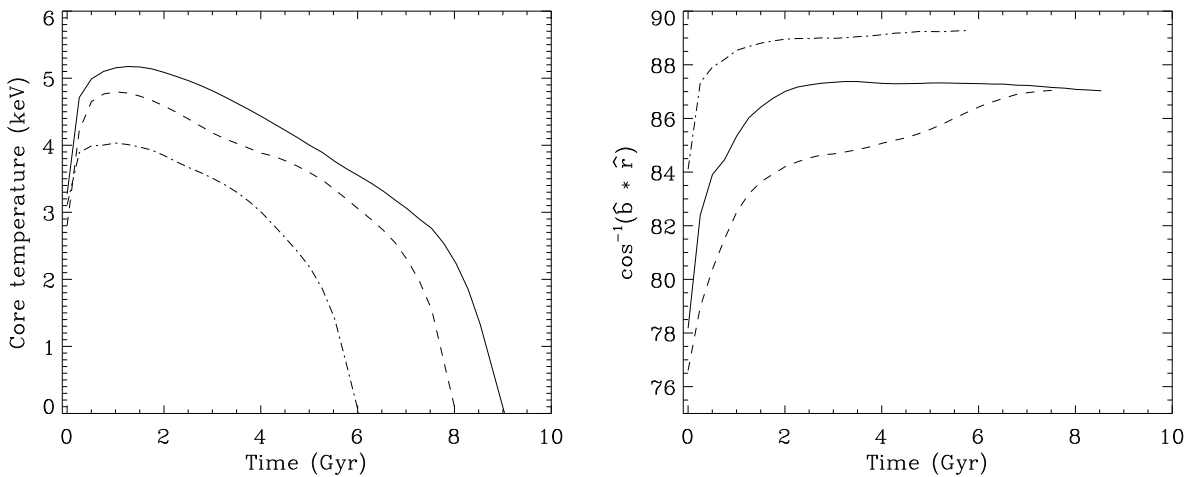 6
5
4
3
2
1
0
Core temperature (keV)
0 2 4 6 8 10
Time (Gyr)
90
88
86
84
82
80
78
76
cos⁻¹(b̂ * r̂)
0 2 4 6 8 10
Time (Gyr)